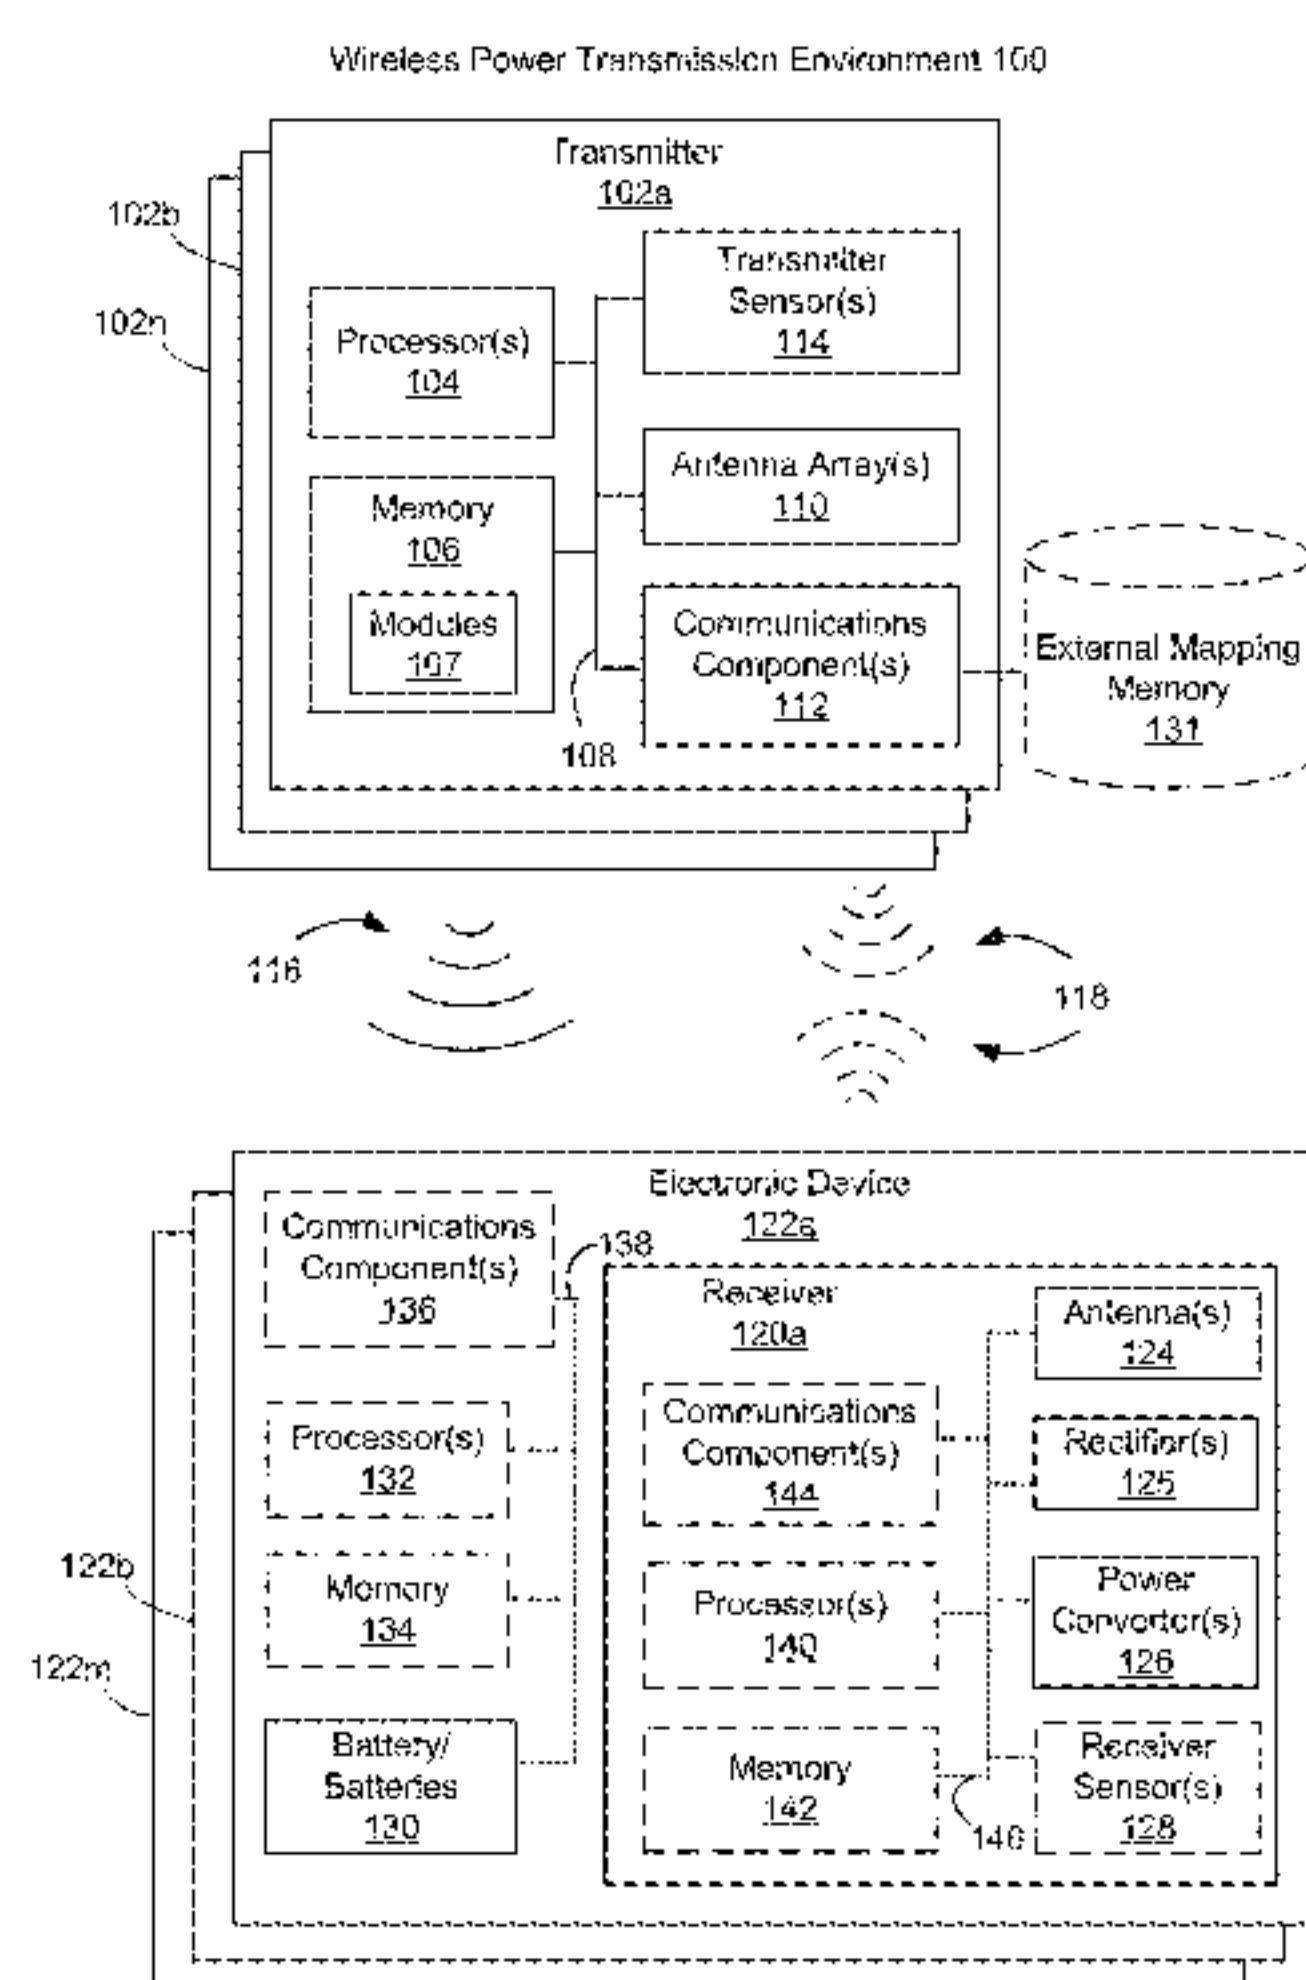 Wireless Power Transmission Environment 100
Transmitter
102a
102b
102n
Transmitter
Sensor(s)
114
Processor(s)
104
Antenna Array(s)
110
Memory
106
Modules
107
Communications
Component(s)
112
108
External Mapping
Memory
131
116
118
Electronic Device
122a
Communications
Component(s)
136
138
Receiver
120a
Antenna(s)
124
Communications
Component(s)
144
Rectifier(s)
125
Processor(s)
132
Memory
134
Processor(s)
140
Power
Convertor(s)
126
122b
122m
Battery/
Batteries
130
Memory
142
146
Receiver
Sensor(s)
128